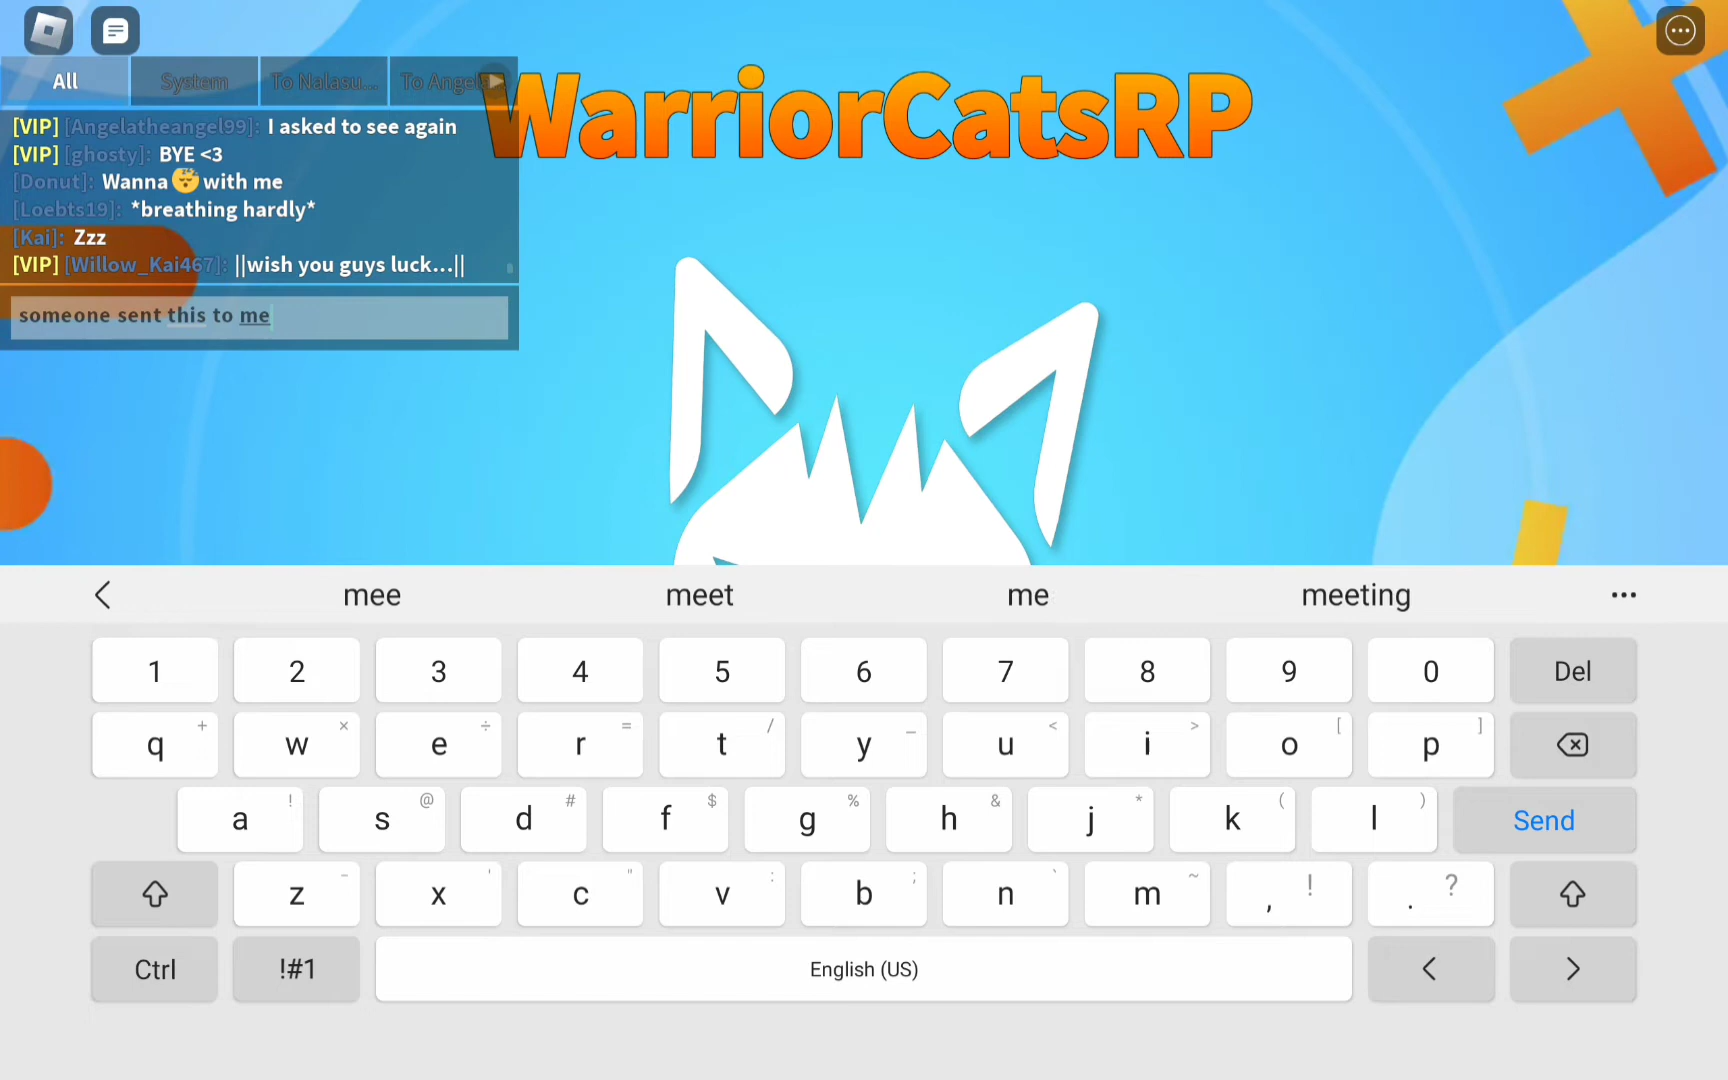 All System To Nalasu... To Angel
WarriorCatsRP
[VIP] [Angelatheangel99]: I asked to see again
[VIP] [ghosty]: BYE <3
[Donut]: Wanna 😴 with me
[Loebts19]: *breathing hardly*
[Kai]: Zzz
[VIP] [Willow_Kai467]: ||wish you guys luck...||
someone sent this to me
mee meet me meeting
1 2 3 4 5 6 7 8 9 0 Del
q + w × e ÷ r = t / y _ u < i > o [ p ]
a ! s @ d # f $ g % h & j * k ( l ) Send
z - x ' c " v : b ; n ` m ~ , ! . ?
Ctrl !#1 English (US) < >